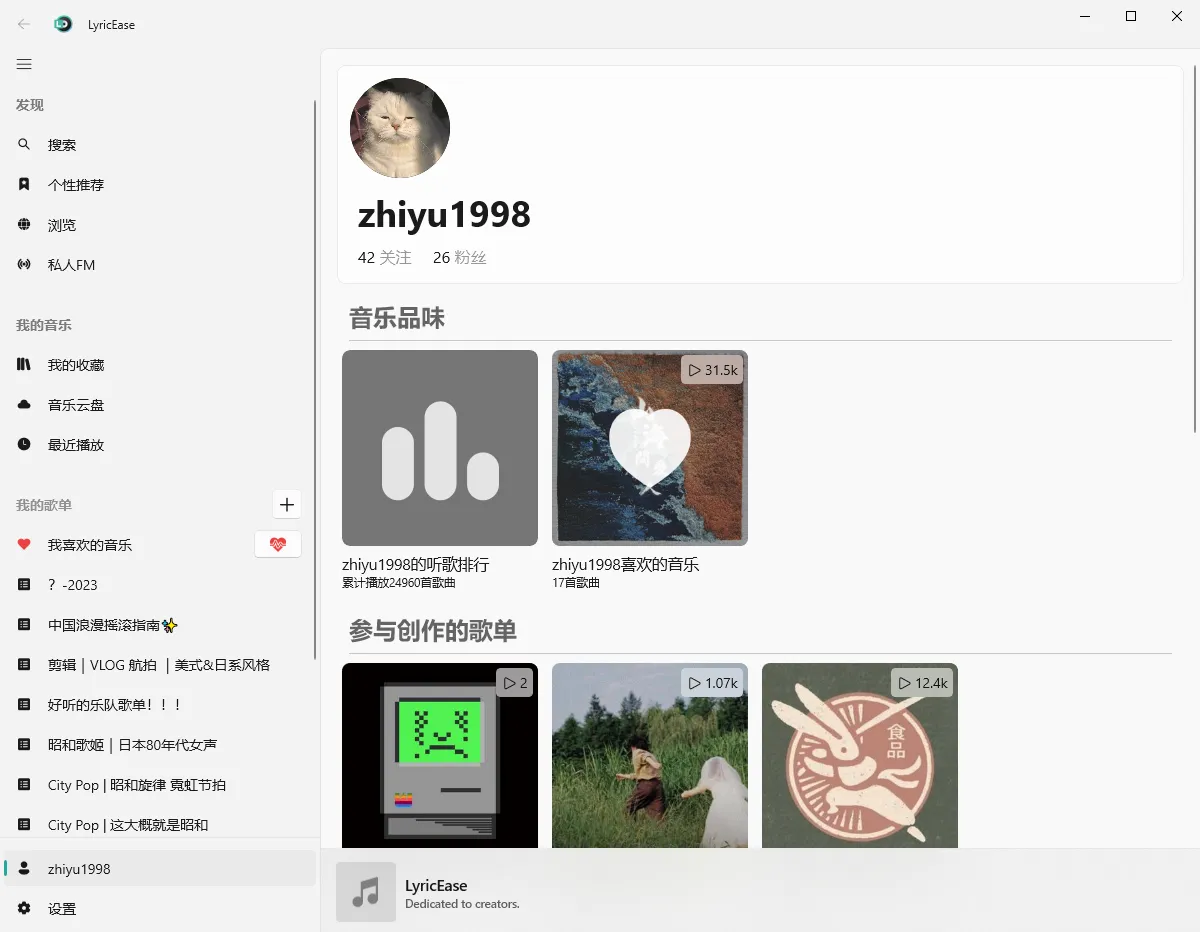 LyricEase
发现
搜索
个性推荐
浏览
私人FM
我的音乐
我的收藏
音乐云盘
最近播放
我的歌单
我喜欢的音乐
？-2023
中国浪漫摇滚指南✨
剪辑｜VLOG 航拍 ｜美式&日系风格
好听的乐队歌单！！！
昭和歌姬｜日本80年代女声
City Pop | 昭和旋律 霓虹节拍
City Pop | 这大概就是昭和
zhiyu1998
设置
zhiyu1998
42 关注 26 粉丝
音乐品味
31.5k
zhiyu1998的听歌排行
累计播放24960首歌曲
zhiyu1998喜欢的音乐
17首歌曲
参与创作的歌单
2
1.07k
12.4k
食品
LyricEase
Dedicated to creators.